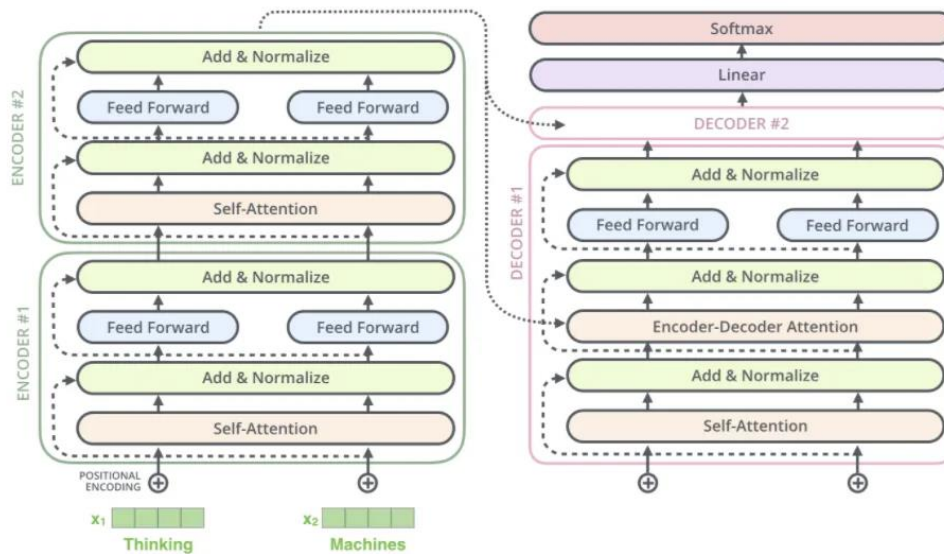 ENCODER #2
Add & Normalize
Feed Forward Feed Forward
Add & Normalize
Self-Attention
ENCODER #1
Add & Normalize
Feed Forward Feed Forward
Add & Normalize
Self-Attention
POSITIONAL
ENCODING
x₁ x₂
Thinking Machines
Softmax
Linear
DECODER #2
DECODER #1
Add & Normalize
Feed Forward Feed Forward
Add & Normalize
Encoder-Decoder Attention
Add & Normalize
Self-Attention